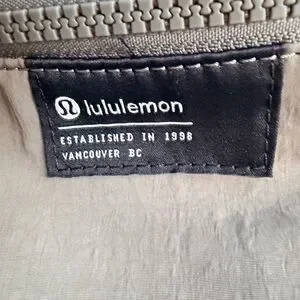 lululemon
ESTABLISHED IN 1998
VANCOUVER BC